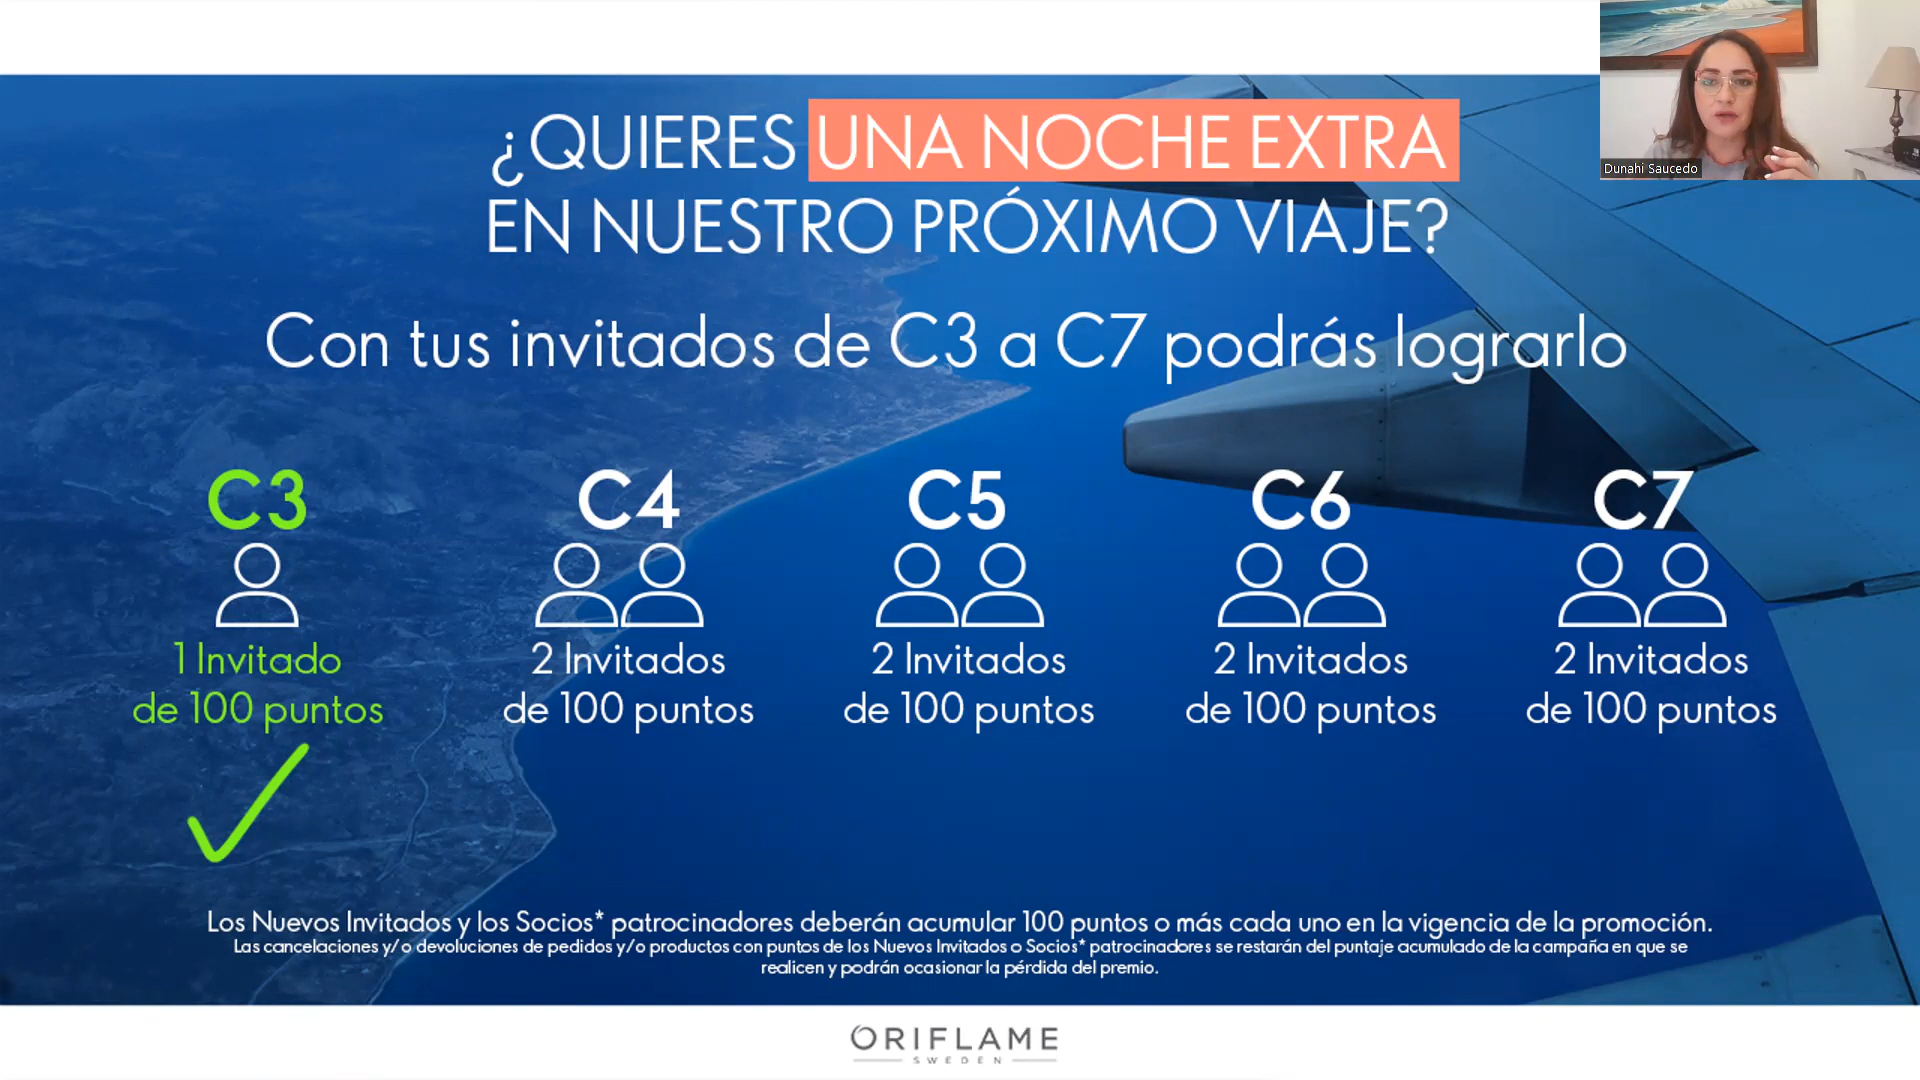 ¿QUIERES UNA NOCHE EXTRA
EN NUESTRO PRÓXIMO VIAJE?
Dunahi Saucedo
Con tus invitados de C3 a C7 podrás lograrlo
C3
1 Invitado
de 100 puntos
C4
2 Invitados
de 100 puntos
C5
2 Invitados
de 100 puntos
C6
2 Invitados
de 100 puntos
C7
2 Invitados
de 100 puntos
Los Nuevos Invitados y los Socios* patrocinadores deberán acumular 100 puntos o más cada uno en la vigencia de la promoción.
Las cancelaciones y/o devoluciones de pedidos y/o productos con puntos de los Nuevos Invitados o Socios* patrocinadores se restarán del puntaje acumulado de la campaña en que se
realicen y podrán ocasionar la pérdida del premio.
ORIFLAME
SWEDEN